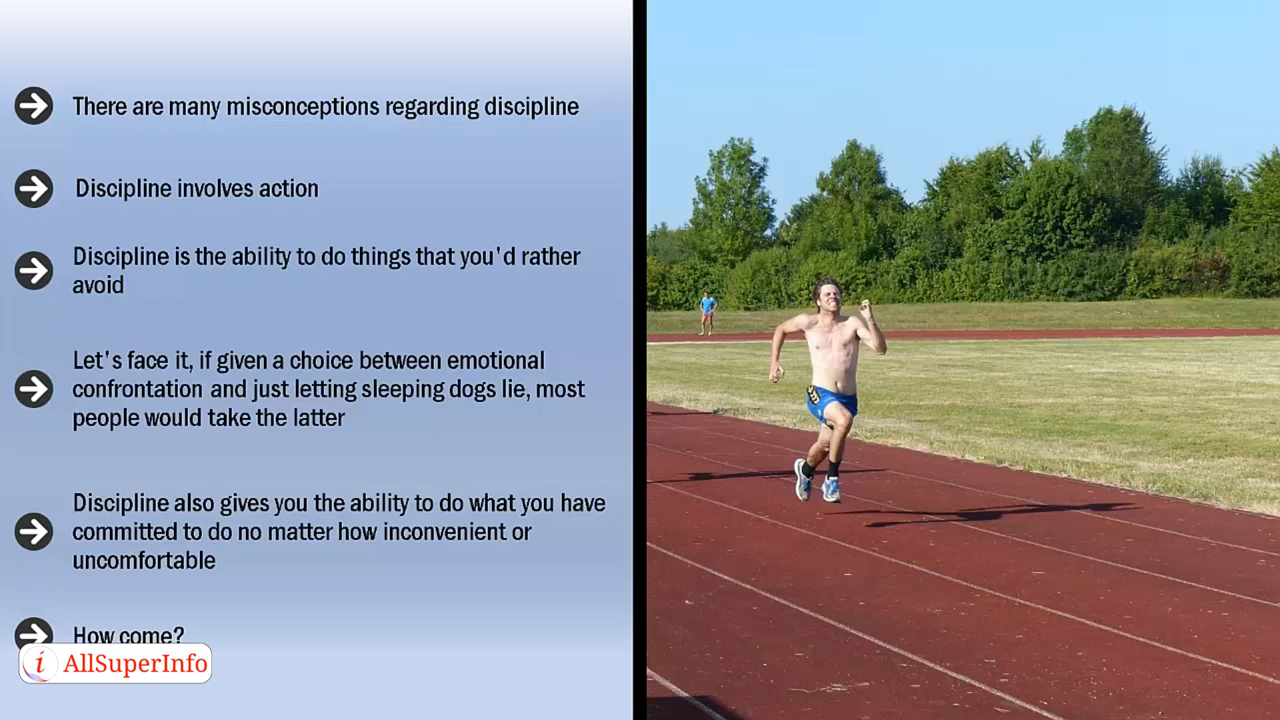 There are many misconceptions regarding discipline
Discipline involves action
Discipline is the ability to do things that you'd rather
avoid
Let's face it, if given a choice between emotional
confrontation and just letting sleeping dogs lie, most
people would take the latter
Discipline also gives you the ability to do what you have
committed to do no matter how inconvenient or
uncomfortable
How come?
i AllSuperInfo